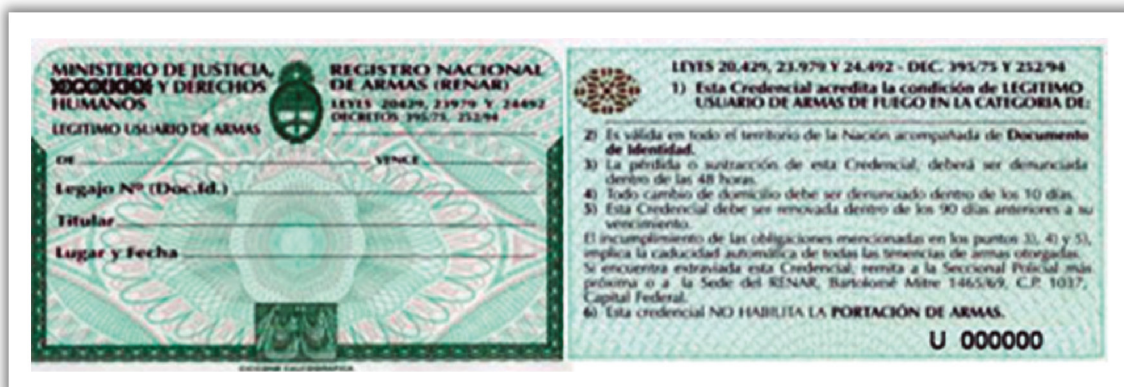 MINISTERIO DE JUSTICIA,
Y DERECHOS
HUMANOS
LEGITIMO USUARIO DE ARMAS
REGISTRO NACIONAL
DE ARMAS (RENAR)
LEYES 20429, 23979 Y 24492
DECRETOS 395/75, 252/94
DE VENCE
Legajo Nº (Doc.Id.)
Titular
Lugar y Fecha
LEYES 20.429, 23.979 Y 24.492 - DEC. 395/75 Y 252/94
1) Esta Credencial acredita la condición de LEGITIMO
USUARIO DE ARMAS DE FUEGO EN LA CATEGORIA DE:
2) Es válida en todo el territorio de la Nación acompañada de Documento
de Identidad.
3) La pérdida o sustracción de esta Credencial, deberá ser denunciada
dentro de las 48 horas.
4) Todo cambio de domicilio debe ser denunciado dentro de los 10 días.
5) Esta Credencial debe ser renovada dentro de los 90 días anteriores a su
vencimiento.
El incumplimiento de las obligaciones mencionadas en los puntos 3), 4) y 5),
implica la caducidad automática de todas las tenencias de armas otorgadas.
Si encuentra extraviada esta Credencial, remita a la Seccional Policial más
próxima o a la Sede del RENAR, Bartolomé Mitre 1465/69, C.P. 1037,
Capital Federal.
6) Esta credencial NO HABILITA LA PORTACIÓN DE ARMAS.
U 000000